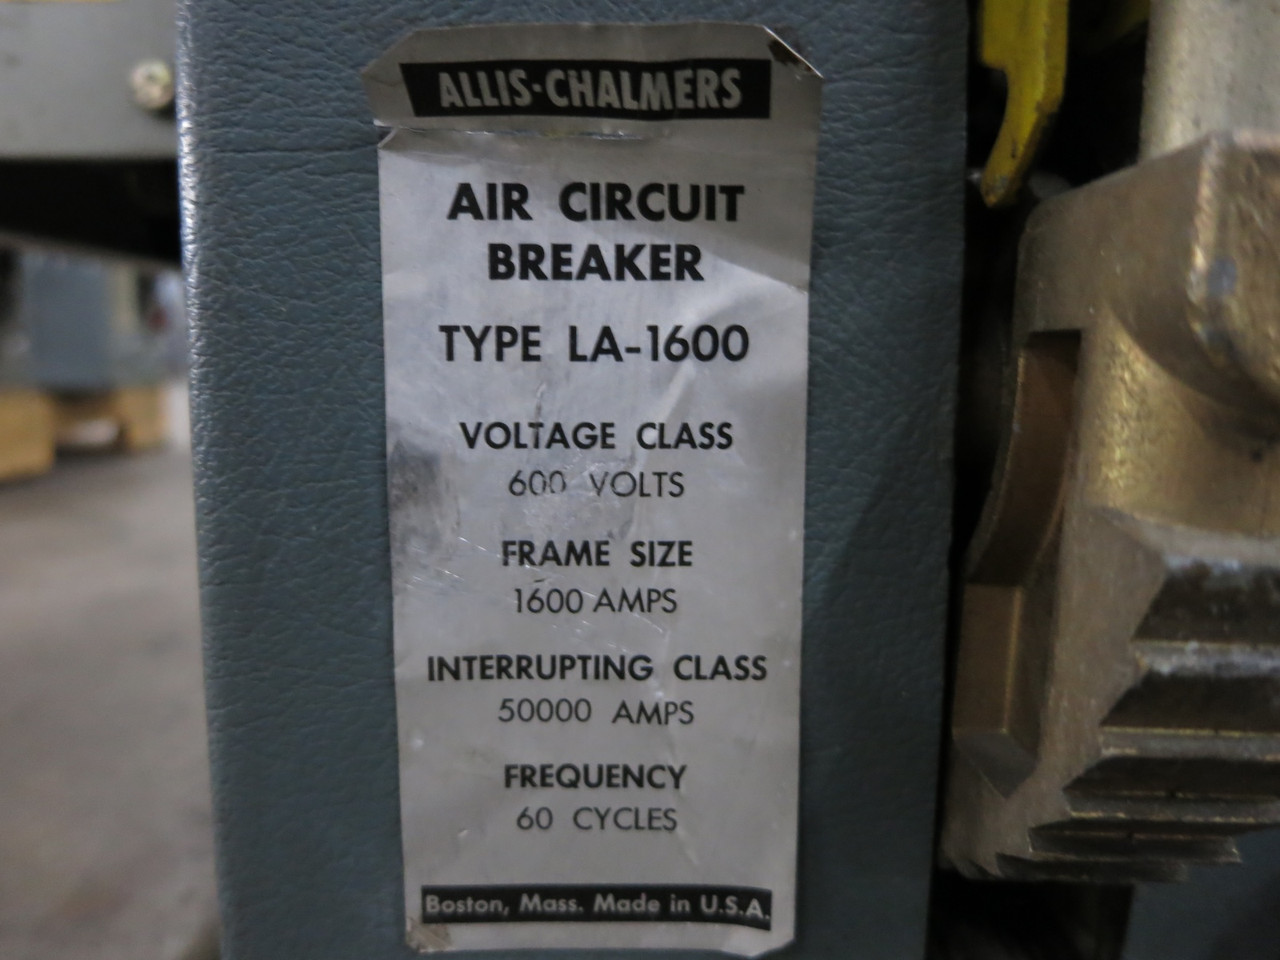 ALLIS-CHALMERS
AIR CIRCUIT
BREAKER
TYPE LA-1600
VOLTAGE CLASS
600 VOLTS
FRAME SIZE
1600 AMPS
INTERRUPTING CLASS
50000 AMPS
FREQUENCY
60 CYCLES
Boston, Mass. Made in U.S.A.